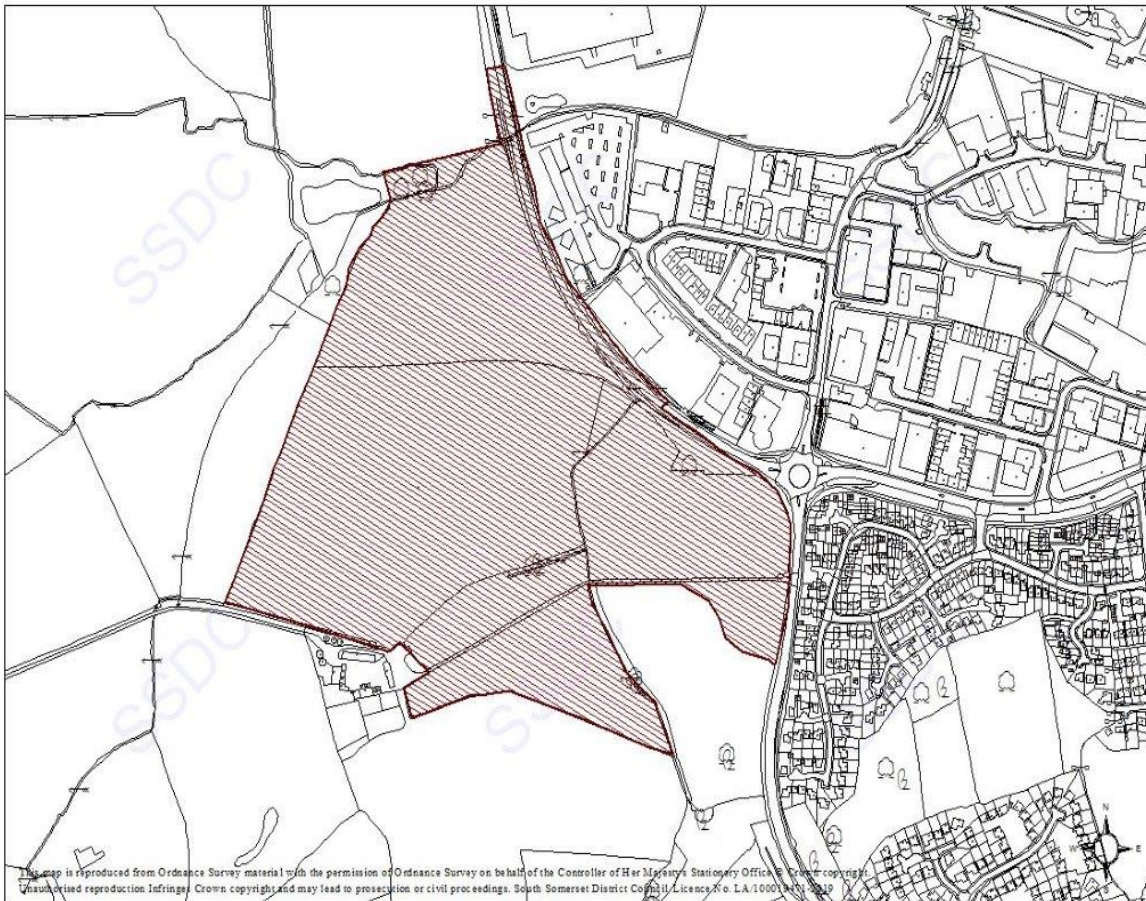 SSDC
SSDC
SSDC
N
W E
This map is reproduced from Ordnance Survey material with the permission of Ordnance Survey on behalf of the Controller of Her Majesty's Stationery Office © Crown copyright.
Unauthorised reproduction Infringes Crown copyright and may lead to prosecution or civil proceedings. South Somerset District Council Licence No.